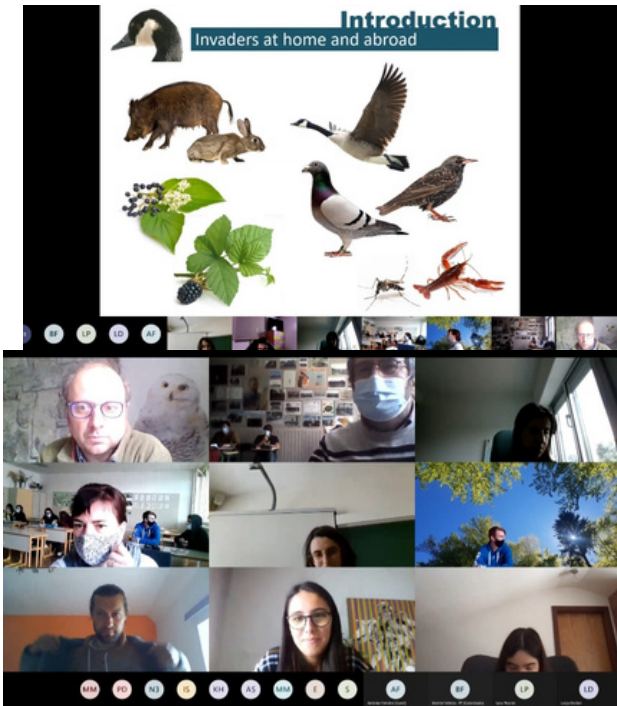 Introduction
Invaders at home and abroad
BF LP LD AF
MM PD N3 IS KH AS MM E S AF BF LP LD